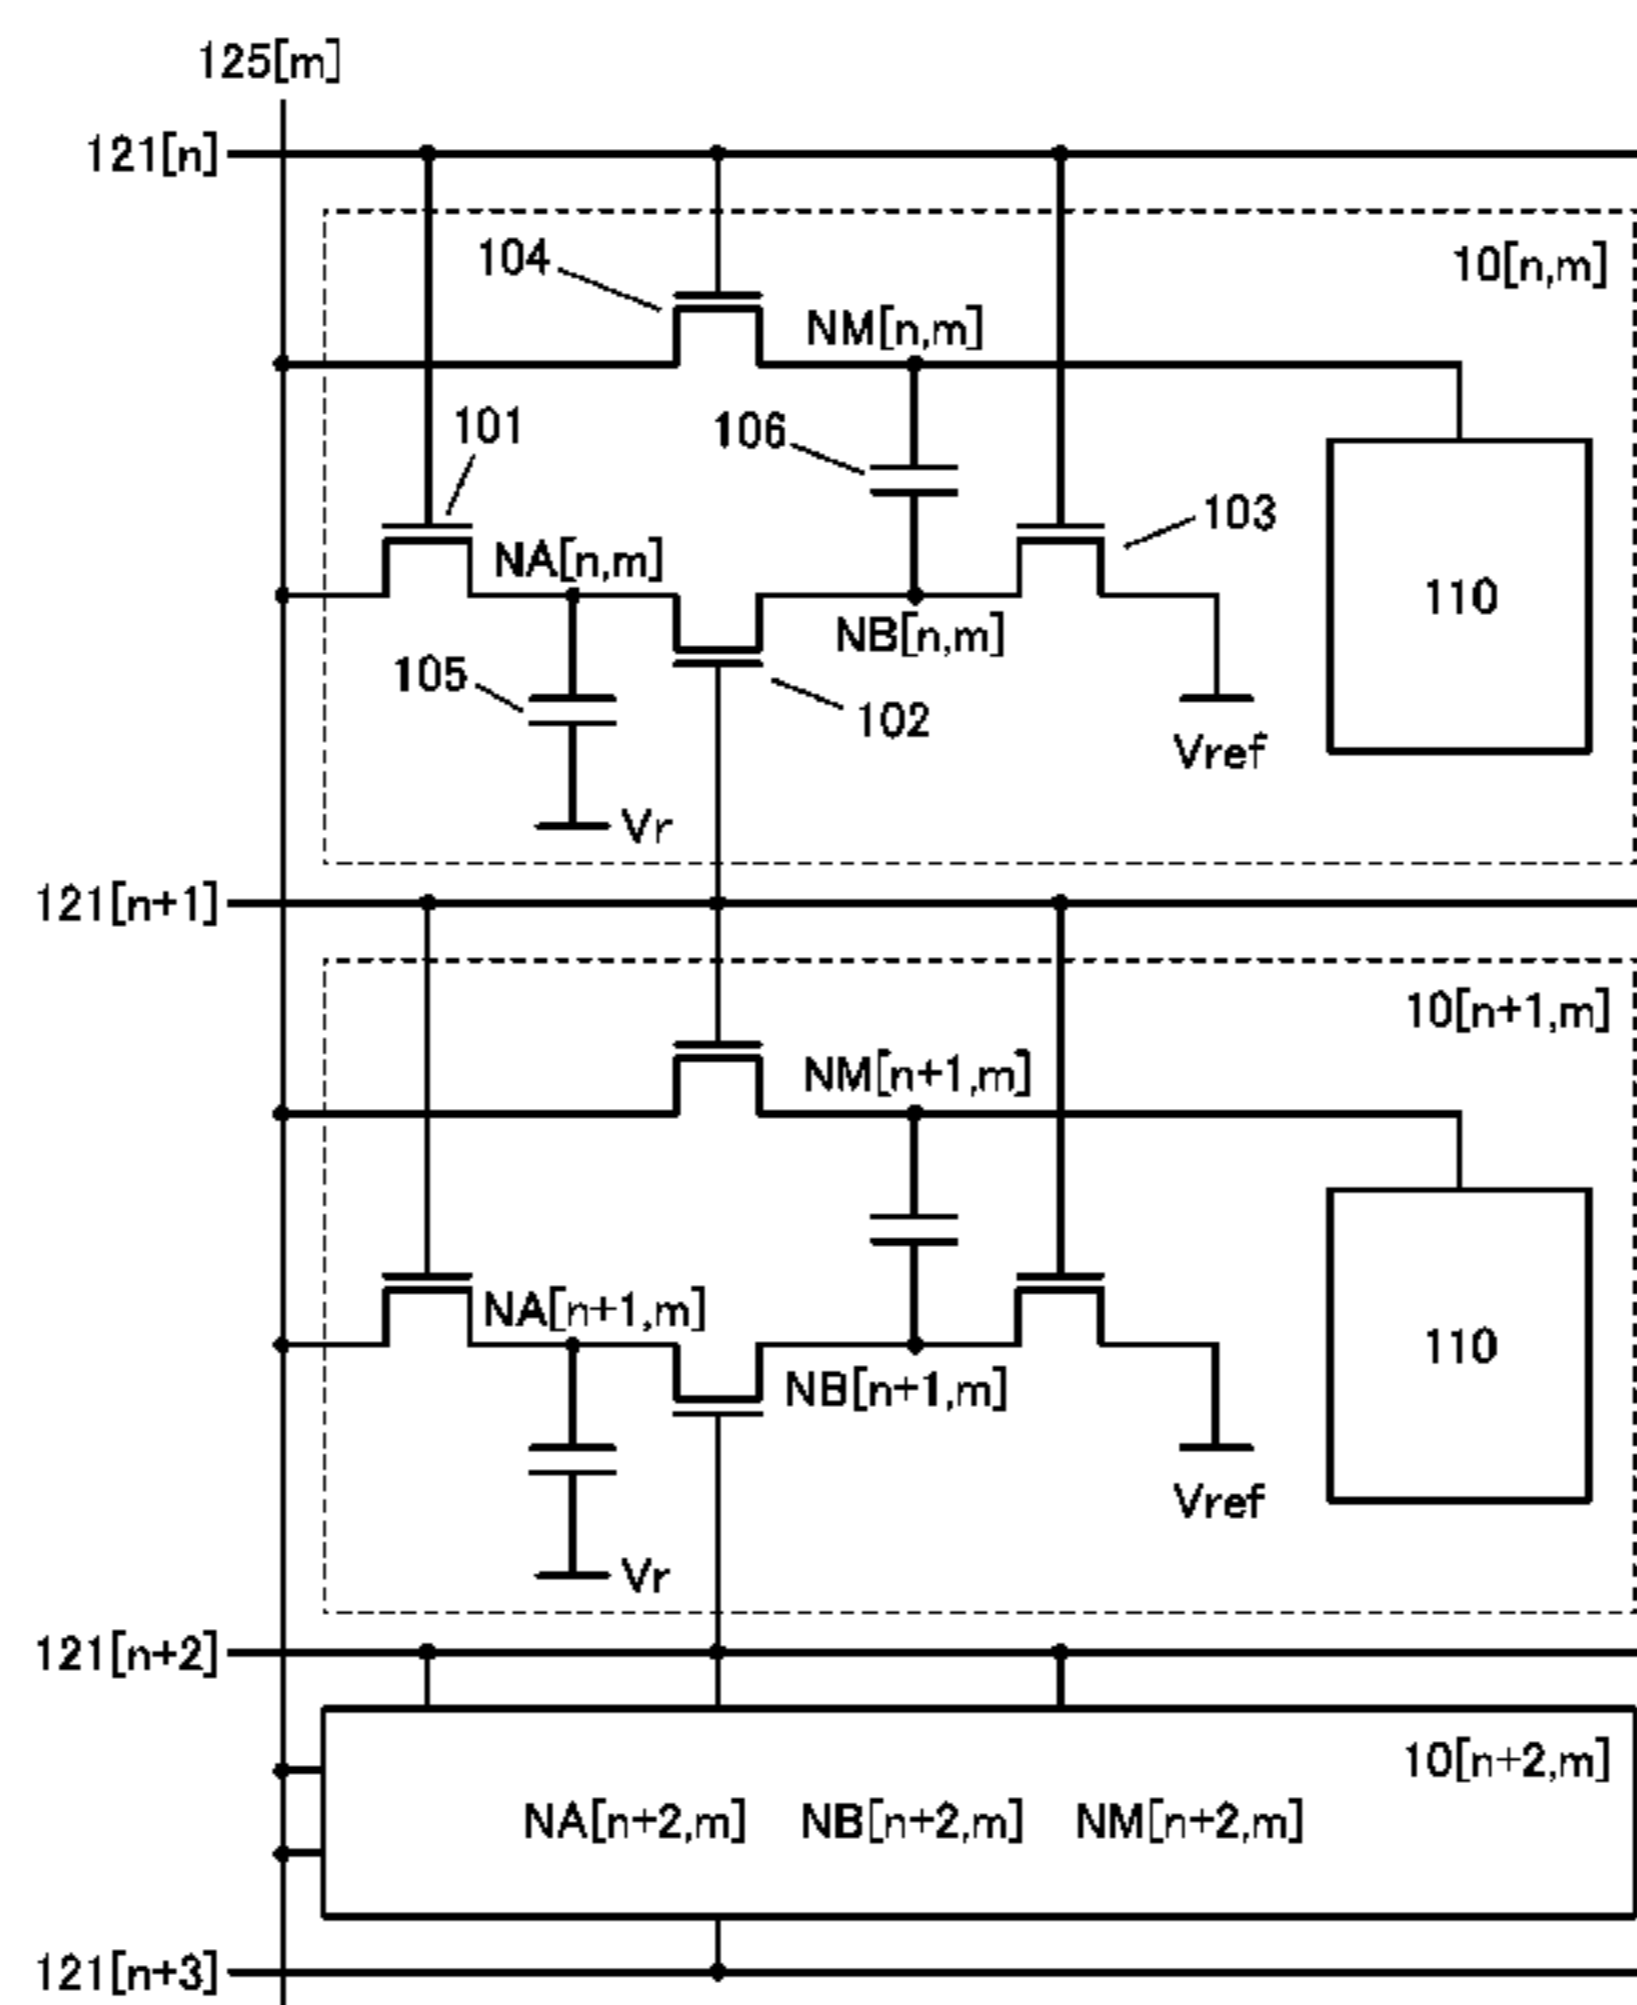 125[m]
121[n]
104
10[n,m]
NM[n,m]
101
106
103
NA[n,m]
110
NB[n,m]
105
102
Vref
Vr
121[n+1]
10[n+1,m]
NM[n+1,m]
NA[n+1,m]
110
NB[n+1,m]
Vref
Vr
121[n+2]
10[n+2,m]
NA[n+2,m] NB[n+2,m] NM[n+2,m]
121[n+3]